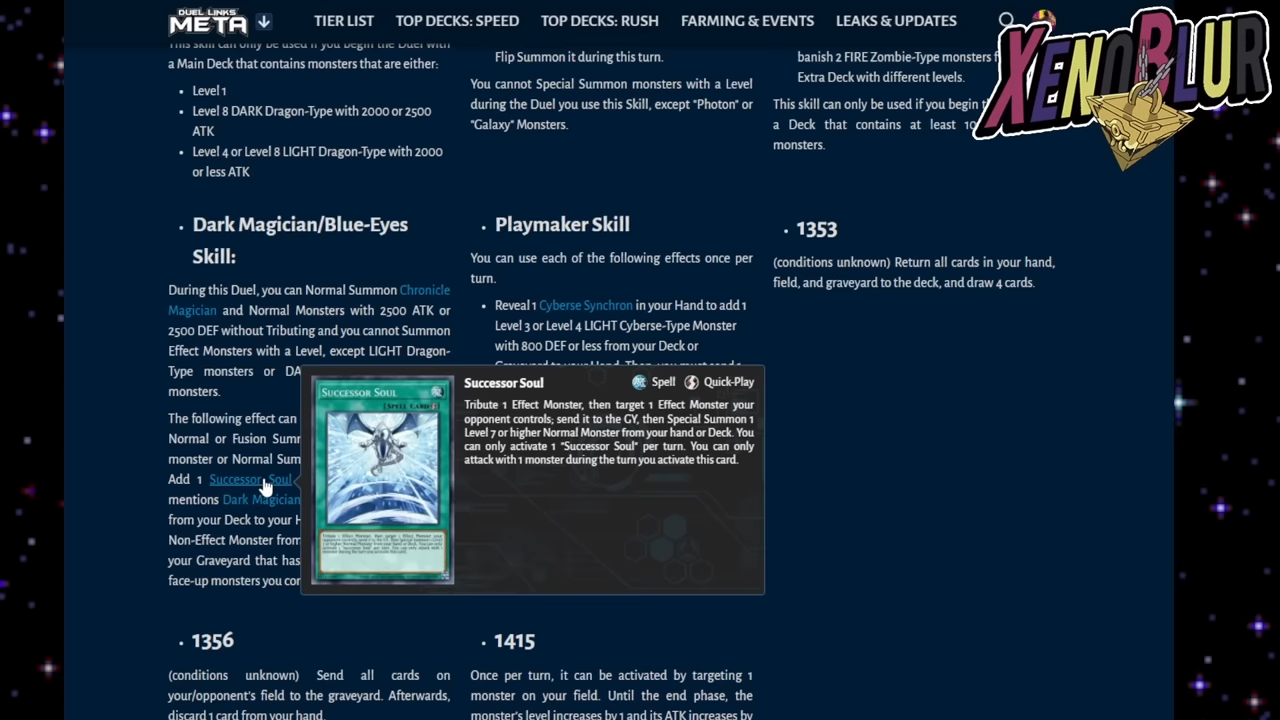 DUEL LINKS
META
TIER LIST
TOP DECKS: SPEED
TOP DECKS: RUSH
FARMING & EVENTS
LEAKS & UPDATES
XENOBLUR
This skill can only be used if you begin the Duel with
a Main Deck that contains monsters that are either:
• Level 1
• Level 8 DARK Dragon-Type with 2000 or 2500
ATK
• Level 4 or Level 8 LIGHT Dragon-Type with 2000
or less ATK
Flip Summon it during this turn.
You cannot Special Summon monsters with a Level
during the Duel you use this Skill, except "Photon" or
"Galaxy" Monsters.
banish 2 FIRE Zombie-Type monsters
Extra Deck with different levels.
This skill can only be used if you begin
a Deck that contains at least 10
monsters.
• Dark Magician/Blue-Eyes
Skill:
During this Duel, you can Normal Summon Chronicle
Magician and Normal Monsters with 2500 ATK or
2500 DEF without Tributing and you cannot Summon
Effect Monsters with a Level, except LIGHT Dragon-
Type monsters or DA
monsters.
The following effect can
Normal or Fusion Sum
monster or Normal Sum
Add 1 Successor Soul
mentions Dark Magician
from your Deck to your H
Non-Effect Monster from
your Graveyard that has
face-up monsters you con
• Playmaker Skill
You can use each of the following effects once per
turn.
• Reveal 1 Cyberse Synchron in your Hand to add 1
Level 3 or Level 4 LIGHT Cyberse-Type Monster
with 800 DEF or less from your Deck or
• 1353
(conditions unknown) Return all cards in your hand,
field, and graveyard to the deck, and draw 4 cards.
SUCCESSOR SOUL
[SPELL CARD]
Successor Soul
Spell
Quick-Play
Tribute 1 Effect Monster, then target 1 Effect Monster your
opponent controls; send it to the GY, then Special Summon 1
Level 7 or higher Normal Monster from your hand or Deck. You
can only activate 1 "Successor Soul" per turn. You can only
attack with 1 monster during the turn you activate this card.
• 1356
(conditions unknown) Send all cards on
your/opponent's field to the graveyard. Afterwards,
discard 1 card from your hand.
• 1415
Once per turn, it can be activated by targeting 1
monster on your field. Until the end phase, the
monster's level increases by 1 and its ATK increases by